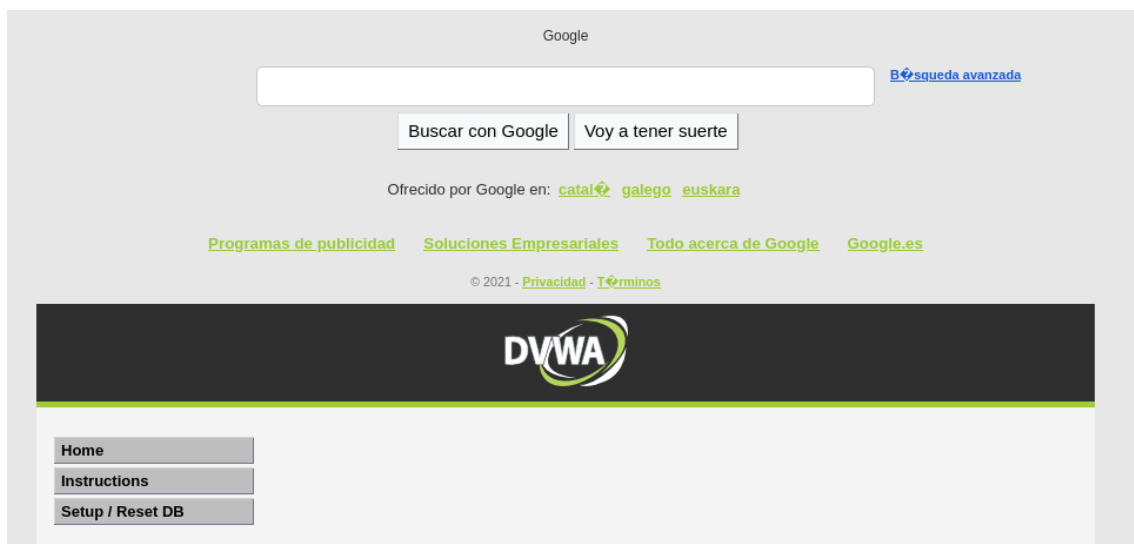 Google
B�squeda avanzada
Buscar con Google Voy a tener suerte
Ofrecido por Google en: catal� galego euskara
Programas de publicidad Soluciones Empresariales Todo acerca de Google Google.es
© 2021 - Privacidad - T�rminos
DVWA
Home
Instructions
Setup / Reset DB